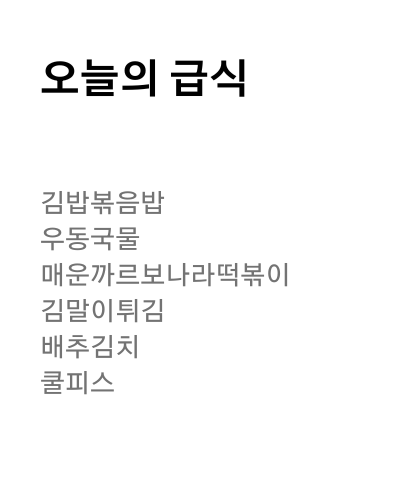 오늘의 급식
김밥볶음밥
우동국물
매운까르보나라떡볶이
김말이튀김
배추김치
쿨피스